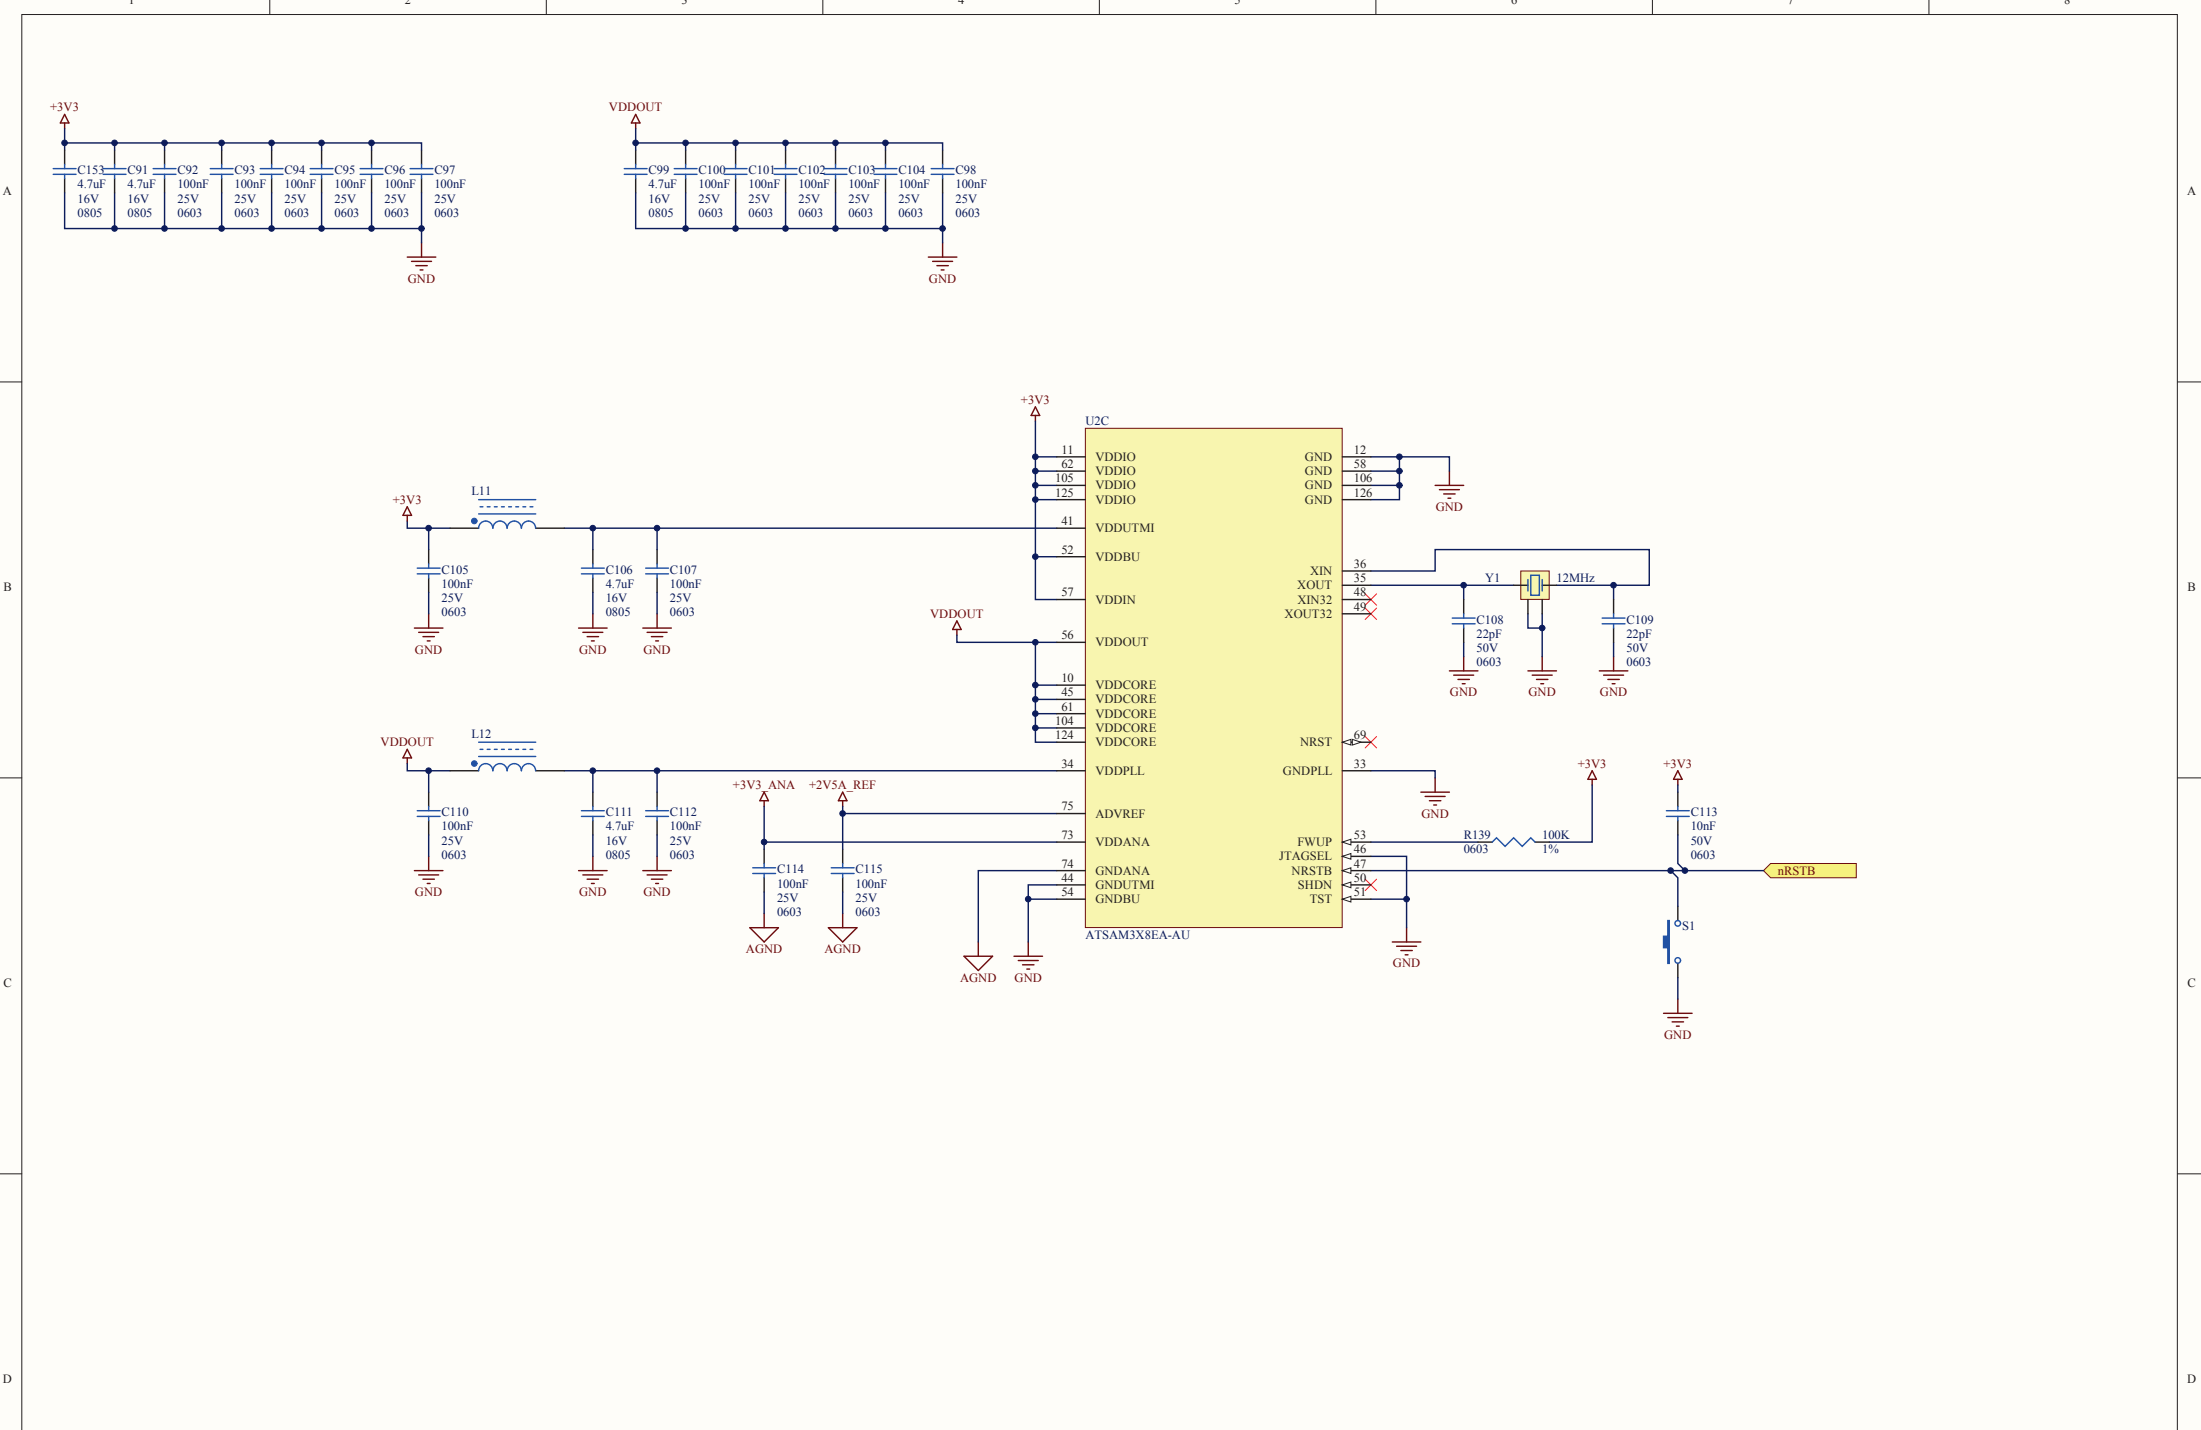 1 2 3 4 5 6 7 8
+3V3
VDDOUT
C153 C91 C92 C93 C94 C95 C96 C97
4.7uF 4.7uF 100nF 100nF 100nF 100nF 100nF 100nF
16V 16V 25V 25V 25V 25V 25V 25V
0805 0805 0603 0603 0603 0603 0603 0603
GND
C99 C100 C101 C102 C103 C104 C98
4.7uF 100nF 100nF 100nF 100nF 100nF 100nF
16V 25V 25V 25V 25V 25V 25V
0805 0603 0603 0603 0603 0603 0603
GND
A A
+3V3
L11
C105
100nF
25V
0603
GND
C106
4.7uF
16V
0805
GND
C107
100nF
25V
0603
GND
B B
VDDOUT
L12
C110
100nF
25V
0603
GND
C111
4.7uF
16V
0805
GND
C112
100nF
25V
0603
GND
+3V3_ANA
C114
100nF
25V
0603
AGND
+2V5A_REF
C115
100nF
25V
0603
AGND
+3V3
VDDOUT
AGND
GND
U2C
11 VDDIO
62 VDDIO
105 VDDIO
125 VDDIO
41 VDDUTMI
52 VDDBU
57 VDDIN
56 VDDOUT
10 VDDCORE
45 VDDCORE
61 VDDCORE
104 VDDCORE
124 VDDCORE
34 VDDPLL
75 ADVREF
73 VDDANA
74 GNDANA
44 GNDUTMI
54 GNDBU
GND 12
GND 58
GND 106
GND 126
XIN 36
XOUT 35
XIN32 48
XOUT32 49
NRST 69
GNDPLL 33
FWUP 53
JTAGSEL 46
NRSTB 47
SHDN 50
TST 51
ATSAM3X8EA-AU
GND
Y1 12MHz
C108
22pF
50V
0603
GND
GND
C109
22pF
50V
0603
GND
GND
R139 100K
0603 1%
+3V3
GND
+3V3
C113
10nF
50V
0603
nRSTB
S1
GND
C C
D D